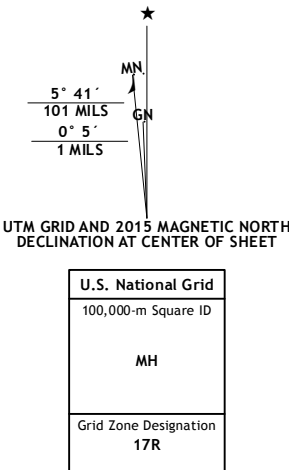 ★
MN.
5° 41´
101 MILS
GN
0° 5´
1 MILS
UTM GRID AND 2015 MAGNETIC NORTH
DECLINATION AT CENTER OF SHEET
U.S. National Grid
100,000-m Square ID
MH
Grid Zone Designation
17R